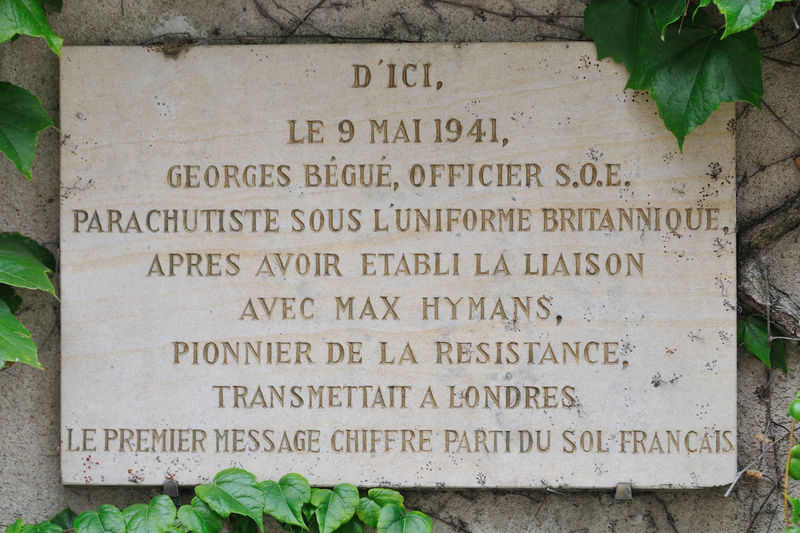 D'ICI,
LE 9 MAI 1941,
GEORGES BÉGUÉ, OFFICIER S.O.E.
PARACHUTISTE SOUS L'UNIFORME BRITANNIQUE,
APRES AVOIR ETABLI LA LIAISON
AVEC MAX HYMANS,
PIONNIER DE LA RESISTANCE,
TRANSMETTAIT A LONDRES
LE PREMIER MESSAGE CHIFFRE PARTI DU SOL FRANÇAIS